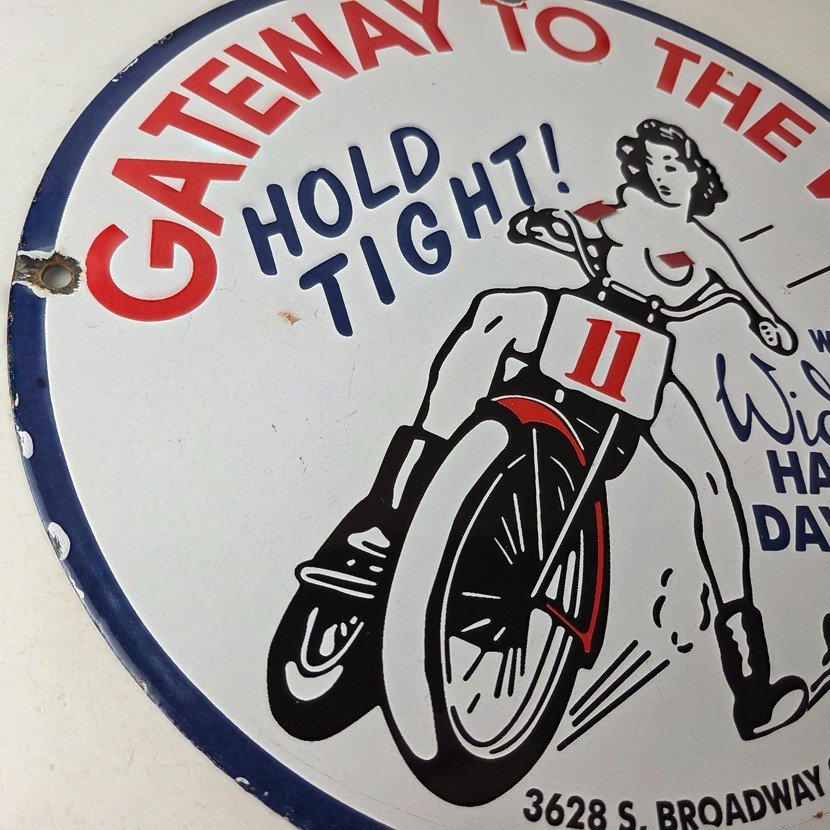 GATEWAY TO THE
HOLD
TIGHT!
11
3628 S. BROADWAY